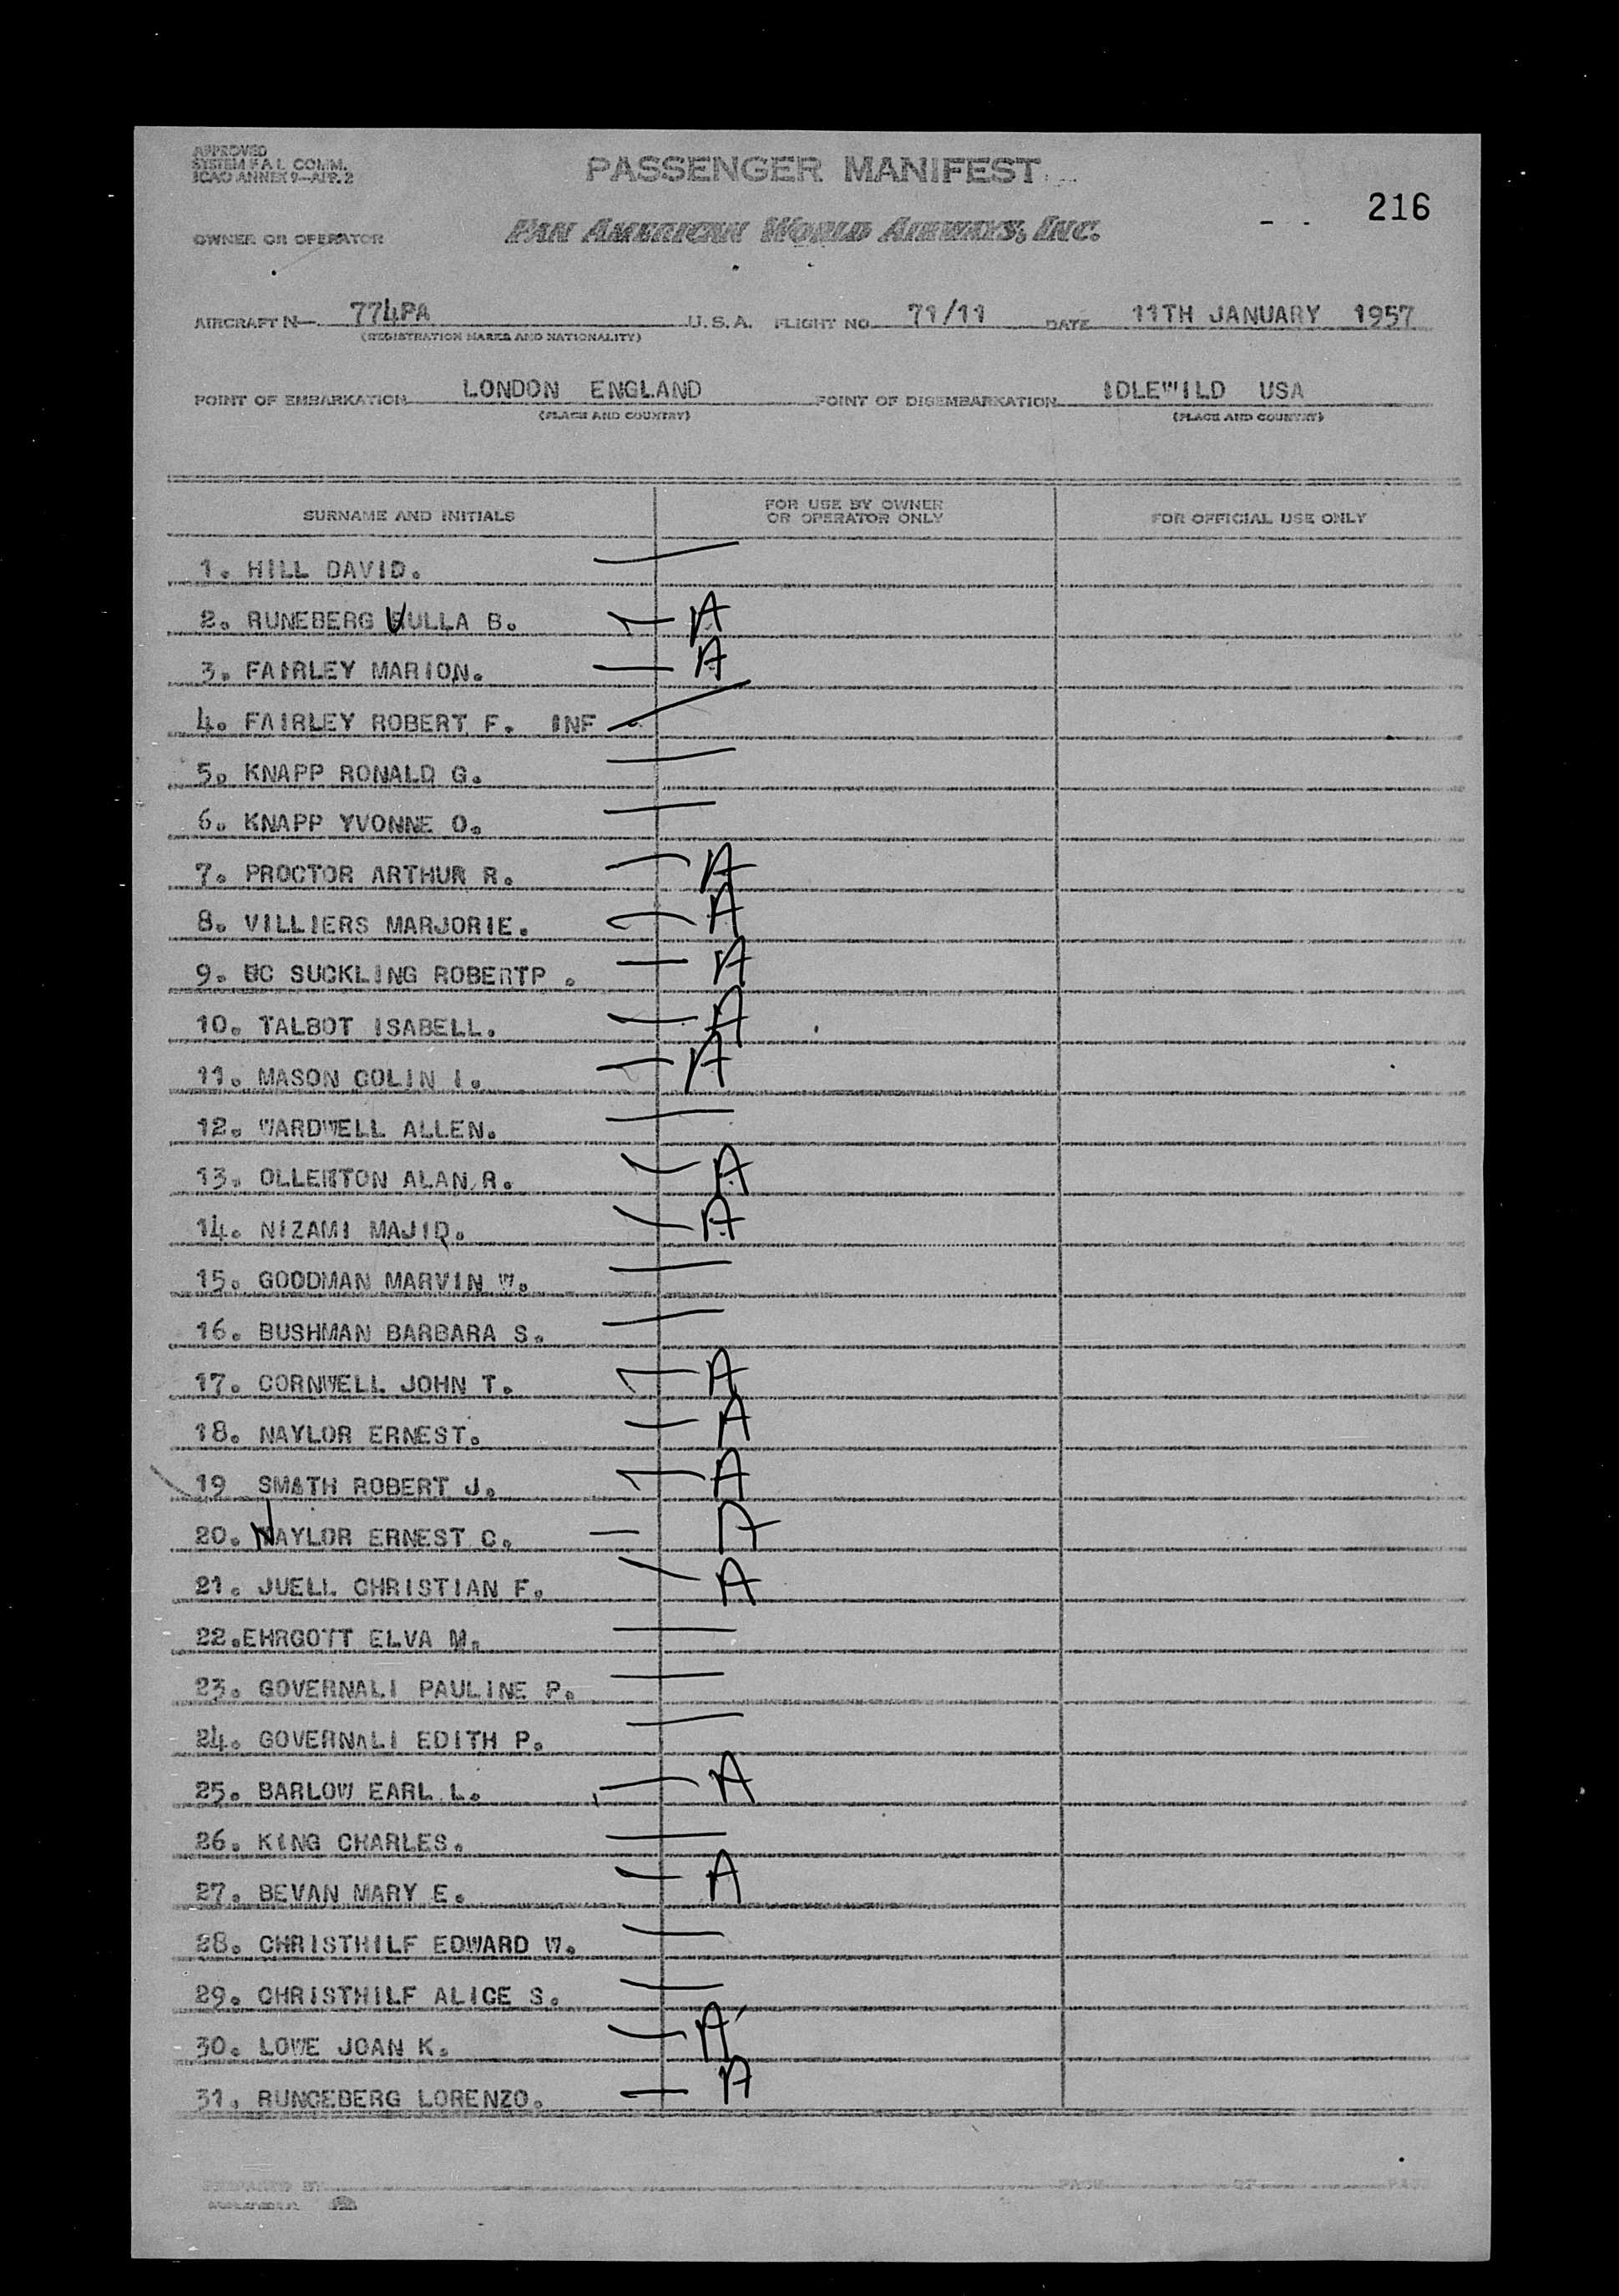 APPROVED
SYSTEM F.A.I. COMM.
ICAO ANNEX 9—APP. 2
PASSENGER MANIFEST
216
OWNER OR OPERATOR PAN AMERICAN WORLD AIRWAYS, INC.
AIRCRAFT N— 774PA U.S.A. FLIGHT NO. 71/11 DATE 11TH JANUARY 1957
(REGISTRATION MARKS AND NATIONALITY)
POINT OF EMBARKATION LONDON ENGLAND POINT OF DISEMBARKATION IDLEWILD USA
(PLACE AND COUNTRY) (PLACE AND COUNTRY)
SURNAME AND INITIALS FOR USE BY OWNER OR OPERATOR ONLY FOR OFFICIAL USE ONLY
1. HILL DAVID.
2. RUNEBERG ULLA B. A
3. FAIRLEY MARION. A
4. FAIRLEY ROBERT F. INF
5. KNAPP RONALD G.
6. KNAPP YVONNE O.
7. PROCTOR ARTHUR R. A
8. VILLIERS MARJORIE. A
9. SUCKLING ROBERTP . A
10. TALBOT ISABELL. A
11. MASON COLIN I. A
12. WARDWELL ALLEN.
13. OLLERTON ALAN R. A
14. NIZAMI MAJID. A
15. GOODMAN MARVIN W.
16. BUSHMAN BARBARA S.
17. CORNWELL JOHN T. A
18. NAYLOR ERNEST. A
19 SMATH ROBERT J. A
20. NAYLOR ERNEST C. A
21. JUELL CHRISTIAN F. A
22.EHRGOTT ELVA M.
23. GOVERNALI PAULINE P.
24. GOVERNALI EDITH P.
25. BARLOW EARL L. A
26. KING CHARLES.
27. BEVAN MARY E. A
28. CHRISTHILF EDWARD W.
29. CHRISTHILF ALICE S.
30. LOWE JOAN K. A
31. RUNGEBERG LORENZO. A
PREPARED BY PAGE OF PAGES